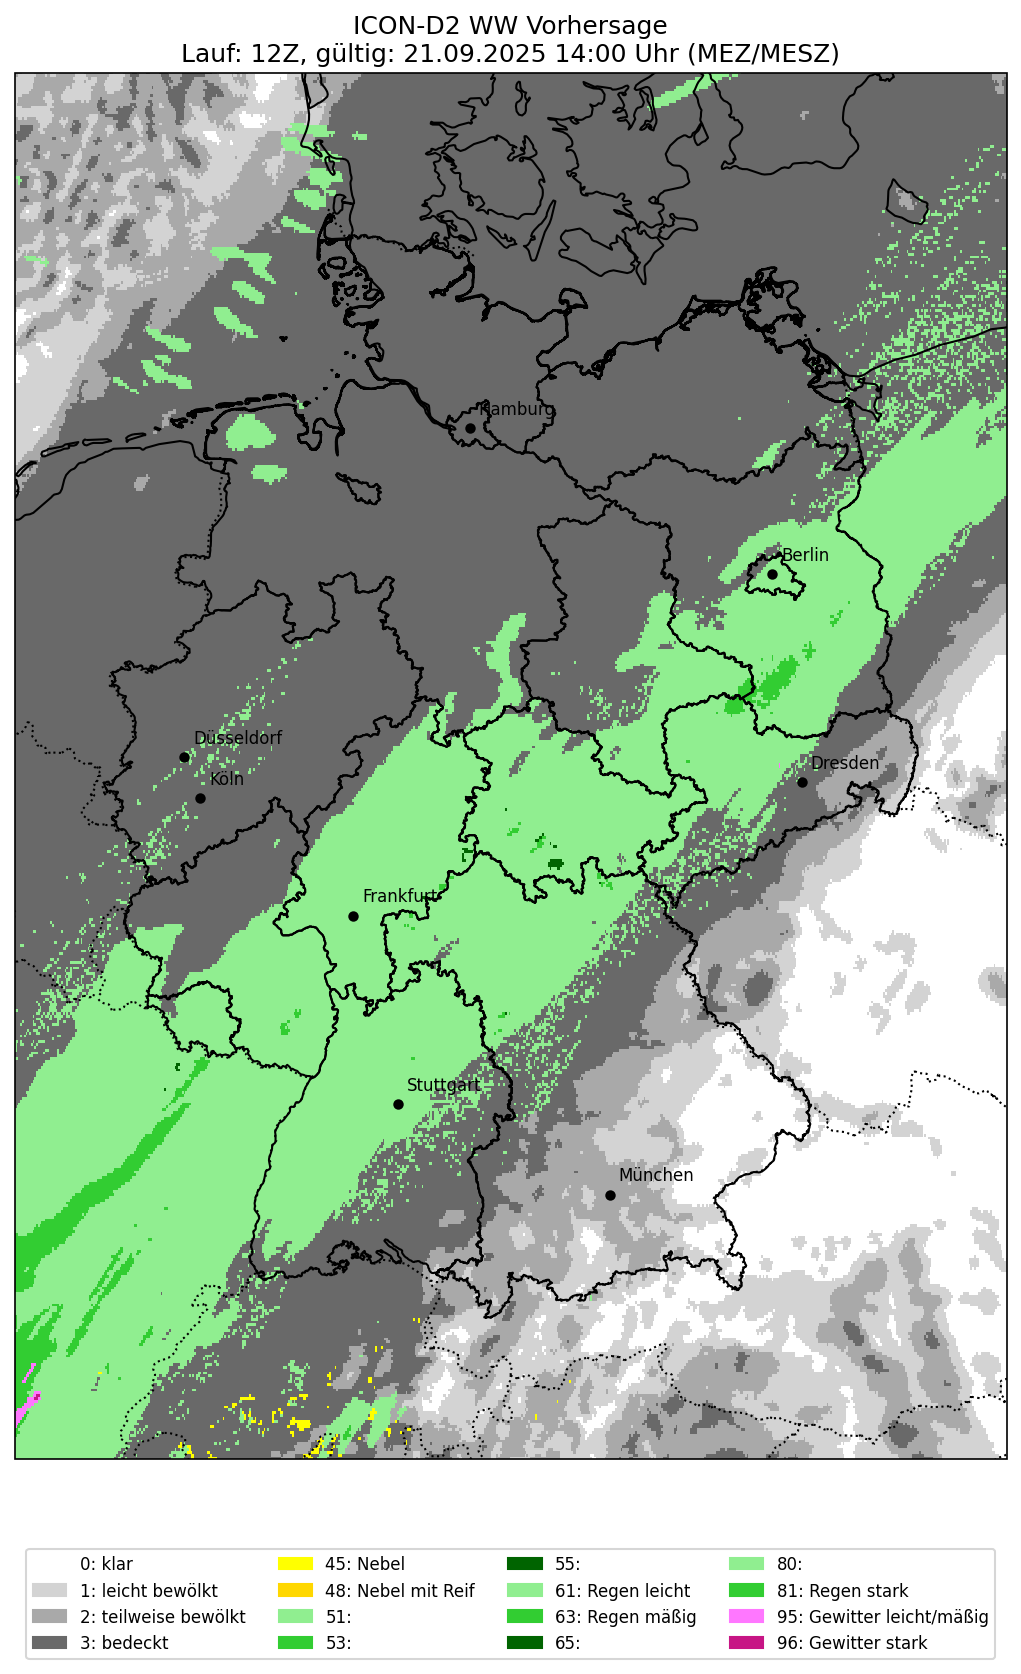 ICON-D2 WW Vorhersage
Lauf: 12Z, gültig: 21.09.2025 14:00 Uhr (MEZ/MESZ)
Hamburg
Berlin
Düsseldorf
Dresden
Köln
Frankfurt
Stuttgart
München
0: klar
1: leicht bewölkt
2: teilweise bewölkt
3: bedeckt
45: Nebel
48: Nebel mit Reif
51:
53:
55:
61: Regen leicht
63: Regen mäßig
65:
80:
81: Regen stark
95: Gewitter leicht/mäßig
96: Gewitter stark